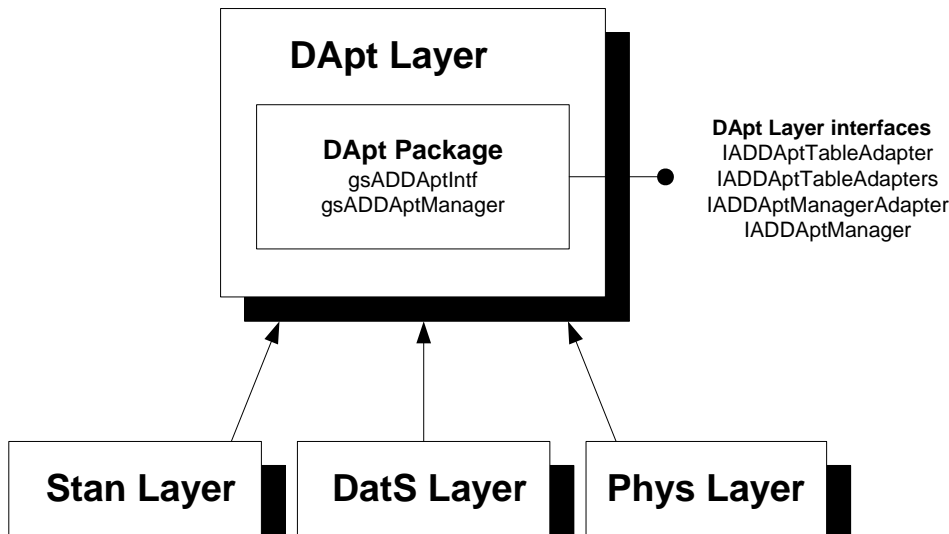 DApt Layer
DApt Package
gsADDAptIntf
gsADDAptManager
DApt Layer interfaces
IADDAptTableAdapter
IADDAptTableAdapters
IADDAptManagerAdapter
IADDAptManager
Stan Layer
DatS Layer
Phys Layer